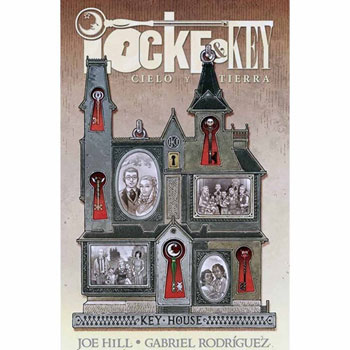 LOCKE & KEY
CIELO Y TIERRA
KEY · HOUSE
JOE HILL • GABRIEL RODRÍGUEZ